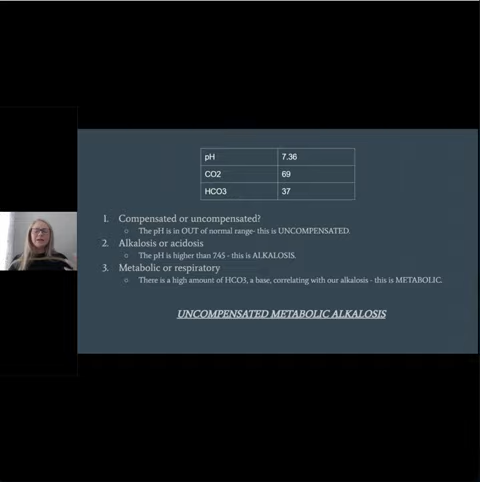 pH 7.36
CO2 69
HCO3 37
1. Compensated or uncompensated?
○ The pH is in OUT of normal range- this is UNCOMPENSATED.
2. Alkalosis or acidosis
○ The pH is higher than 7.45 - this is ALKALOSIS.
3. Metabolic or respiratory
○ There is a high amount of HCO3, a base, correlating with our alkalosis - this is METABOLIC.
UNCOMPENSATED METABOLIC ALKALOSIS